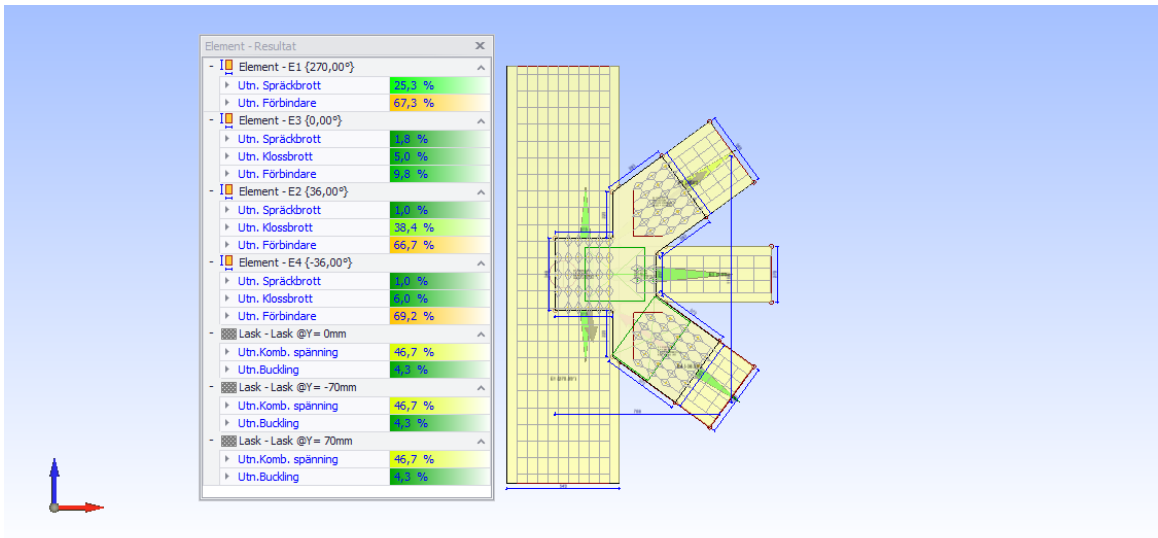 Element - Resultat
Element - E1 {270,00°}
Utn. Spräckbrott 25,3 %
Utn. Förbindare 67,3 %
Element - E3 {0,00°}
Utn. Spräckbrott 1,8 %
Utn. Klossbrott 5,0 %
Utn. Förbindare 9,8 %
Element - E2 {36,00°}
Utn. Spräckbrott 1,0 %
Utn. Klossbrott 38,4 %
Utn. Förbindare 66,7 %
Element - E4 {-36,00°}
Utn. Spräckbrott 1,0 %
Utn. Klossbrott 6,0 %
Utn. Förbindare 69,2 %
Lask - Lask @Y= 0mm
Utn.Komb. spänning 46,7 %
Utn.Buckling 4,3 %
Lask - Lask @Y= -70mm
Utn.Komb. spänning 46,7 %
Utn.Buckling 4,3 %
Lask - Lask @Y= 70mm
Utn.Komb. spänning 46,7 %
Utn.Buckling 4,3 %